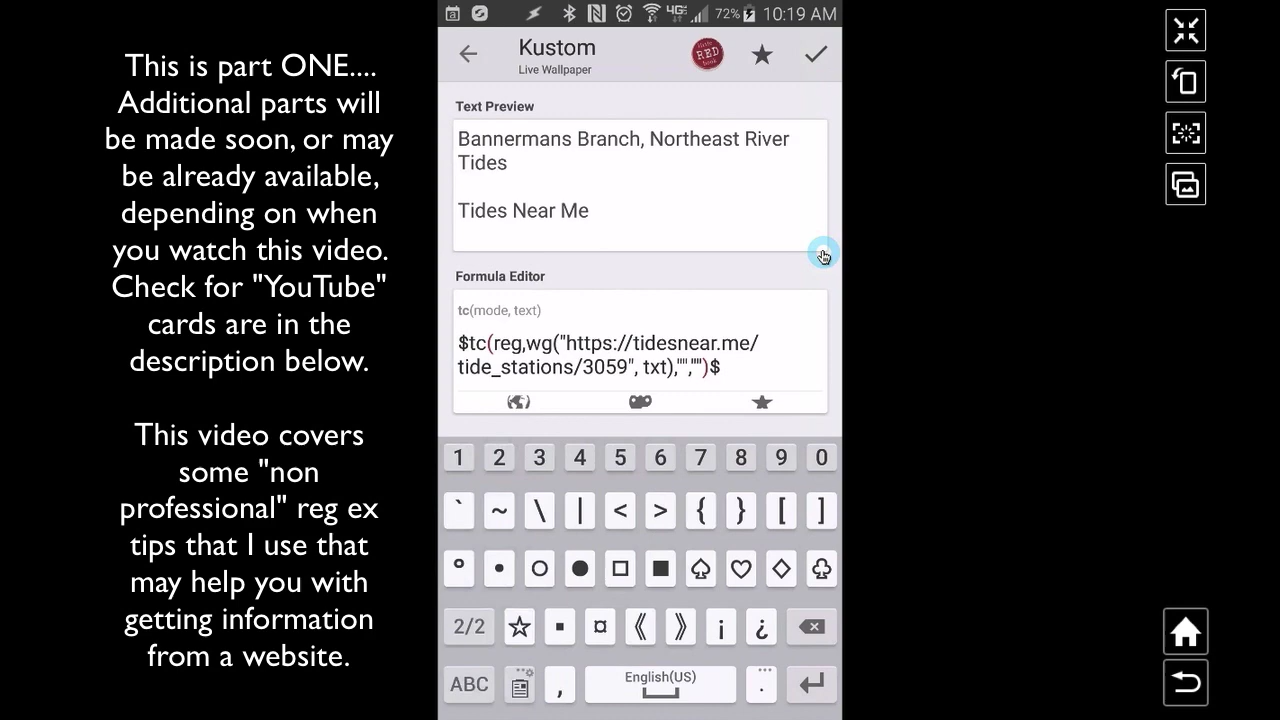 This is part ONE....
Additional parts will
be made soon, or may
be already available,
depending on when
you watch this video.
Check for "YouTube"
cards are in the
description below.
This video covers
some "non
professional" reg ex
tips that I use that
may help you with
getting information
from a website.
4G 72% 10:19 AM
Kustom
Live Wallpaper
RED
Text Preview
Bannermans Branch, Northeast River
Tides
Tides Near Me
Formula Editor
tc(mode, text)
$tc(reg,wg("https://tidesnear.me/
tide_stations/3059", txt),"","")$
1 2 3 4 5 6 7 8 9 0
` ~ \ | < > { } [ ]
° • ○ ● □ ■ ♤ ♡ ◇ ♧
2/2 ☆ ▪ ¤ 《 》 ¡ ¿
ABC , English(US) .